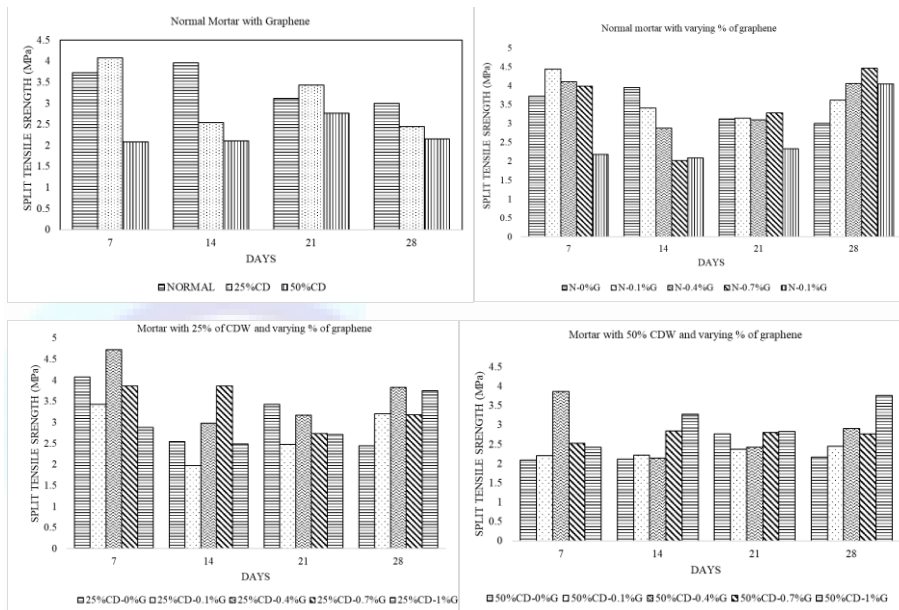 Normal Mortar with Graphene
SPLIT TENSILE SRENGTH (MPa)
4.5
4
3.5
3
2.5
2
1.5
1
0.5
0
7 14 21 28
DAYS
NORMAL 25%CD 50%CD
Normal mortar with varying % of graphene
SPLIT TENSILE SRENGTH (MPa)
5
4.5
4
3.5
3
2.5
2
1.5
1
0.5
0
7 14 21 28
DAYS
N-0%G N-0.1%G N-0.4%G N-0.7%G N-0.1%G
Mortar with 25% of CDW and varying % of graphene
SPLIT TENSILE SRENGTH (MPa)
5
4.5
4
3.5
3
2.5
2
1.5
1
0.5
0
7 14 21 28
DAYS
25%CD-0%G 25%CD-0.1%G 25%CD-0.4%G 25%CD-0.7%G 25%CD-1%G
Mortar with 50% CDW and varying % of graphene
SPLIT TENSILE SRENGTH (MPa)
4.5
4
3.5
3
2.5
2
1.5
1
0.5
0
7 14 21 28
DAYS
50%CD-0%G 50%CD-0.1%G 50%CD-0.4%G 50%CD-0.7%G 50%CD-1%G